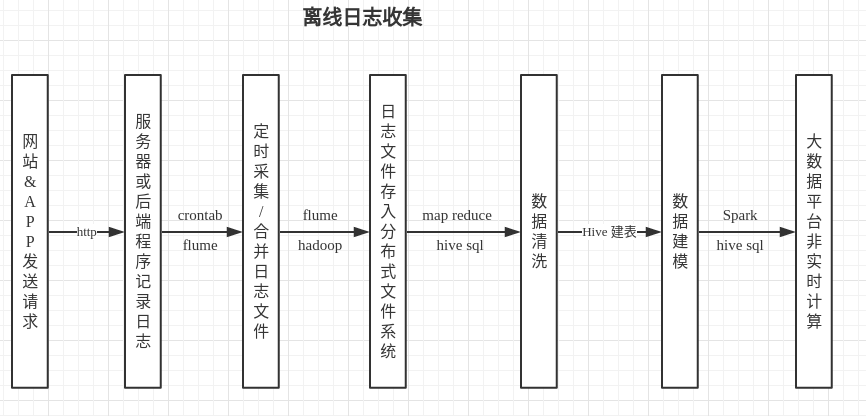 离线日志收集
网站&APP发送请求
http
服务器或后端程序记录日志
crontab
flume
定时采集/合并日志文件
flume
hadoop
日志文件存入分布式文件系统
map reduce
hive sql
数据清洗
Hive 建表
数据建模
Spark
hive sql
大数据平台非实时计算